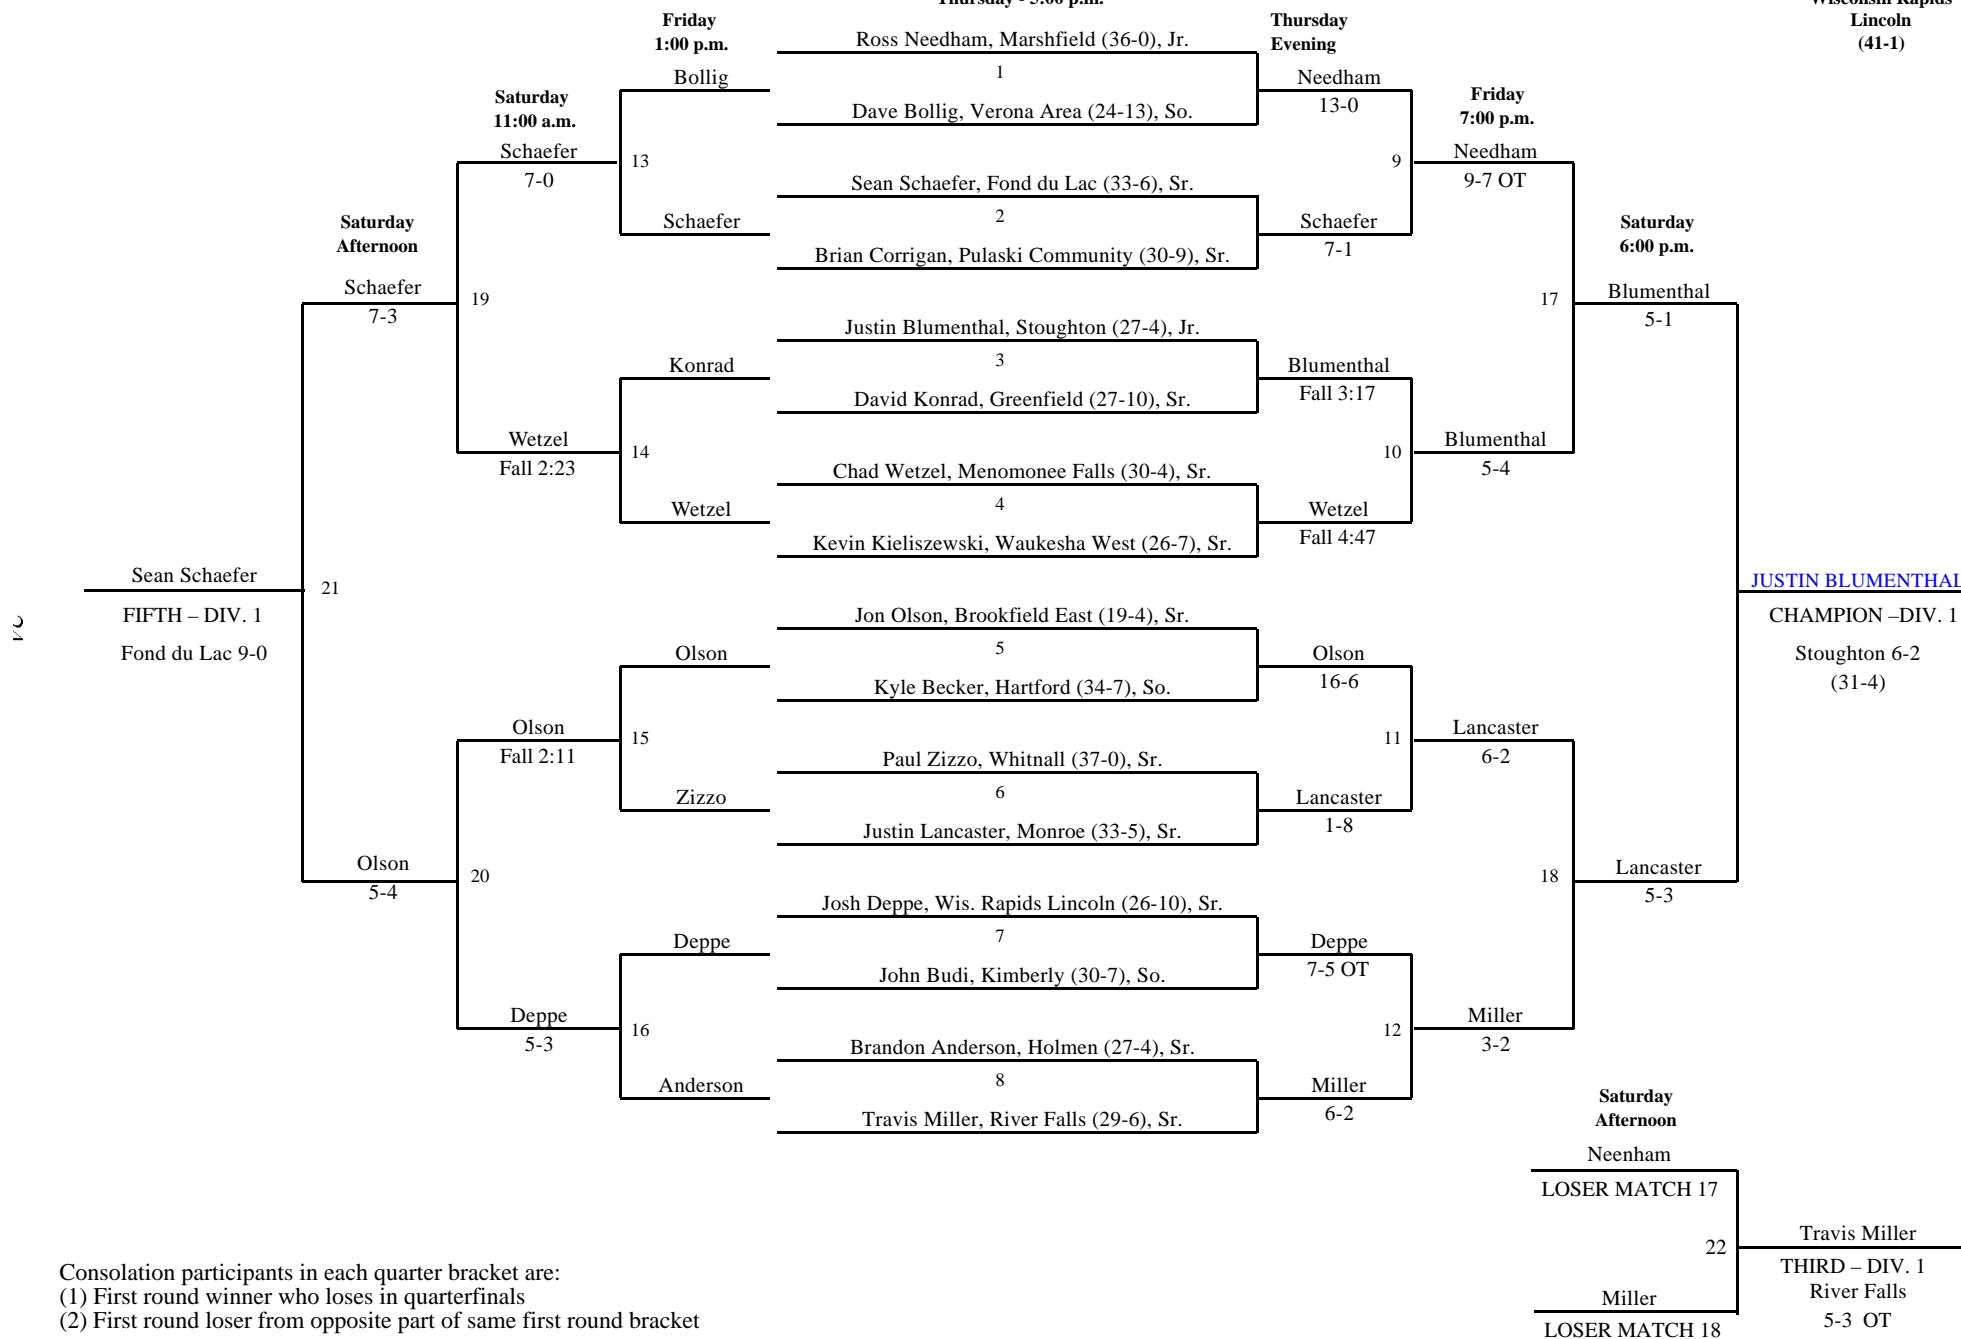 Thursday - 5:00 p.m.
Wisconsin Rapids
Lincoln
(41-1)
Friday
1:00 p.m.
Thursday
Evening
Ross Needham, Marshfield (36-0), Jr.
1
Dave Bollig, Verona Area (24-13), So.
Bollig
Needham
13-0
Saturday
11:00 a.m.
Friday
7:00 p.m.
Schaefer
7-0
13
9
Needham
9-7 OT
Sean Schaefer, Fond du Lac (33-6), Sr.
2
Brian Corrigan, Pulaski Community (30-9), Sr.
Schaefer
Schaefer
7-1
Saturday
Afternoon
Saturday
6:00 p.m.
Schaefer
7-3
19
17
Blumenthal
5-1
Justin Blumenthal, Stoughton (27-4), Jr.
3
David Konrad, Greenfield (27-10), Sr.
Konrad
Blumenthal
Fall 3:17
Wetzel
Fall 2:23
14
10
Blumenthal
5-4
Chad Wetzel, Menomonee Falls (30-4), Sr.
4
Kevin Kieliszewski, Waukesha West (26-7), Sr.
Wetzel
Wetzel
Fall 4:47
Sean Schaefer
FIFTH – DIV. 1
Fond du Lac 9-0
21
JUSTIN BLUMENTHAL
CHAMPION –DIV. 1
Stoughton 6-2
(31-4)
Jon Olson, Brookfield East (19-4), Sr.
5
Kyle Becker, Hartford (34-7), So.
Olson
Olson
16-6
Olson
Fall 2:11
15
11
Lancaster
6-2
Paul Zizzo, Whitnall (37-0), Sr.
6
Justin Lancaster, Monroe (33-5), Sr.
Zizzo
Lancaster
1-8
Olson
5-4
20
18
Lancaster
5-3
Josh Deppe, Wis. Rapids Lincoln (26-10), Sr.
7
John Budi, Kimberly (30-7), So.
Deppe
Deppe
7-5 OT
Deppe
5-3
16
12
Miller
3-2
Brandon Anderson, Holmen (27-4), Sr.
8
Travis Miller, River Falls (29-6), Sr.
Anderson
Miller
6-2
Saturday
Afternoon
Neenham
LOSER MATCH 17
22
Travis Miller
THIRD – DIV. 1
River Falls
5-3 OT
Miller
LOSER MATCH 18
Consolation participants in each quarter bracket are:
(1) First round winner who loses in quarterfinals
(2) First round loser from opposite part of same first round bracket